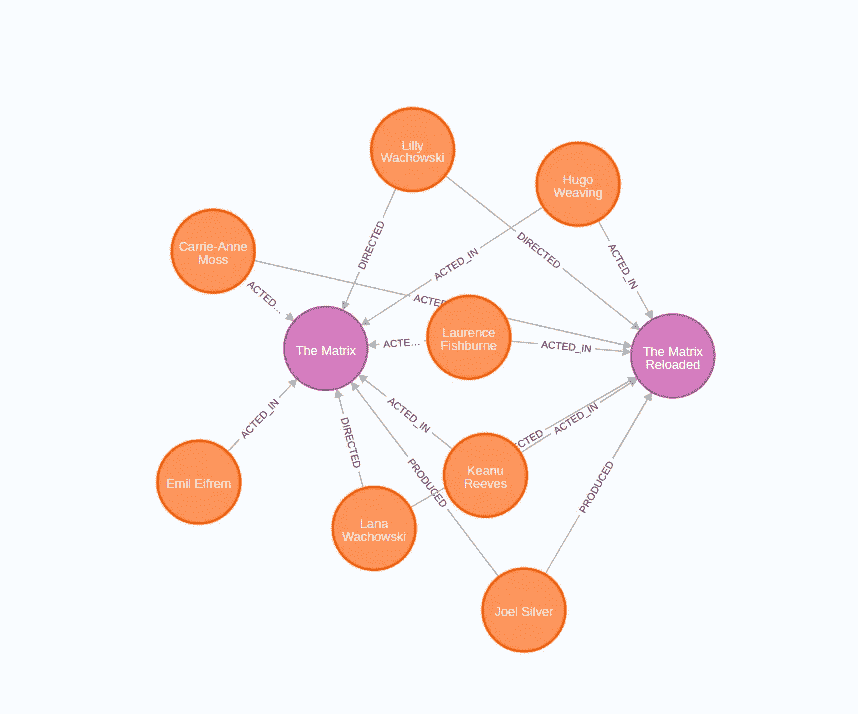 Lilly
Wachowski
Hugo
Weaving
DIRECTED
ACTED_IN
DIRECTED
ACTED_IN
Carrie-Anne
Moss
ACTED...
ACTED
The Matrix
ACTE...
Laurence
Fishburne
ACTED_IN
The Matrix
Reloaded
ACTED_IN
ACTED_IN
DIRECTED
CTED
ACTED_IN
Emil Eifrem
Keanu
Reeves
PRODUCED
PRODUCED
Lana
Wachowski
Joel Silver